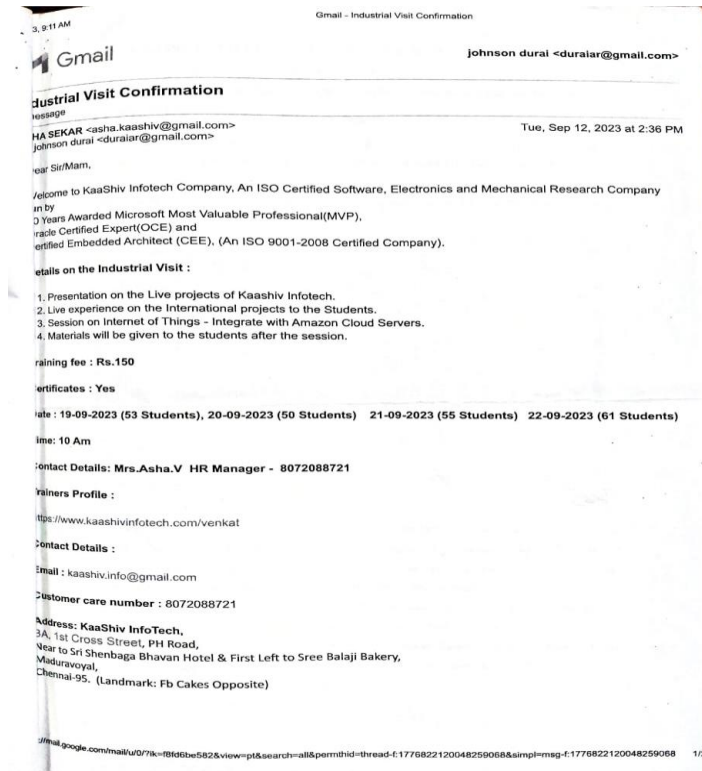 3, 9:11 AM
Gmail - Industrial Visit Confirmation
Gmail
johnson durai <duraiar@gmail.com>
dustrial Visit Confirmation
nessage
HA SEKAR <asha.kaashiv@gmail.com>
Tue, Sep 12, 2023 at 2:36 PM
johnson durai <duraiar@gmail.com>
ear Sir/Mam,
Velcome to KaaShiv Infotech Company, An ISO Certified Software, Electronics and Mechanical Research Company
un by
0 Years Awarded Microsoft Most Valuable Professional(MVP),
racle Certified Expert(OCE) and
ertified Embedded Architect (CEE), (An ISO 9001-2008 Certified Company).
etails on the Industrial Visit :
1. Presentation on the Live projects of Kaashiv Infotech.
2. Live experience on the International projects to the Students.
3. Session on Internet of Things - Integrate with Amazon Cloud Servers.
4. Materials will be given to the students after the session.
raining fee : Rs.150
ertificates : Yes
ate : 19-09-2023 (53 Students), 20-09-2023 (50 Students) 21-09-2023 (55 Students) 22-09-2023 (61 Students)
ime: 10 Am
ontact Details: Mrs.Asha.V HR Manager - 8072088721
rainers Profile :
ttps://www.kaashivinfotech.com/venkat
Contact Details :
Email : kaashiv.info@gmail.com
Customer care number : 8072088721
Address: KaaShiv InfoTech,
3A, 1st Cross Street, PH Road,
Near to Sri Shenbaga Bhavan Hotel & First Left to Sree Balaji Bakery,
Maduravoyal,
Chennai-95. (Landmark: Fb Cakes Opposite)
://mail.google.com/mail/u/0/?ik=f8fd6be582&view=pt&search=all&permthid=thread-f:1776822120048259068&simpl=msg-f:1776822120048259068 1/